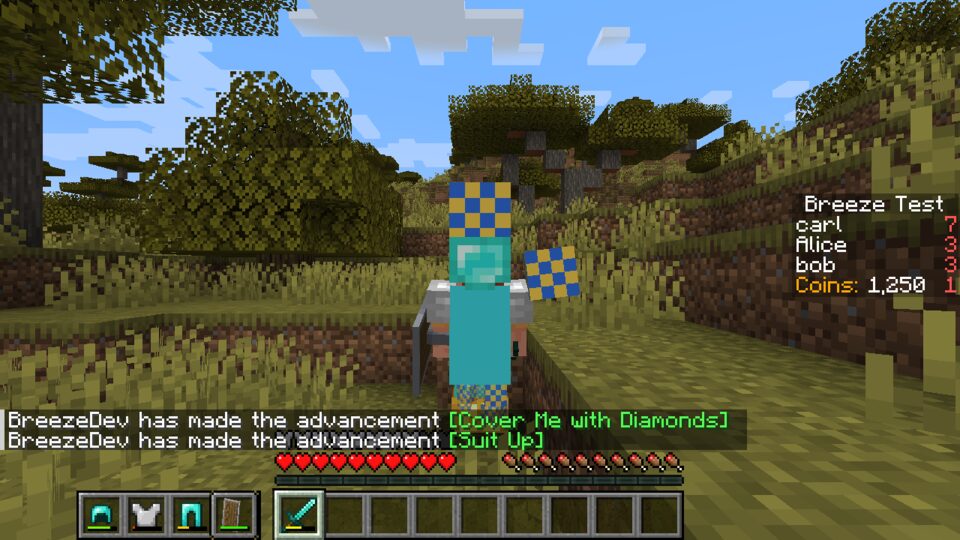 Breeze Test
carl 7
Alice 3
bob 3
Coins: 1,250 1
BreezeDev has made the advancement [Cover Me with Diamonds]
BreezeDev has made the advancement [Suit Up]